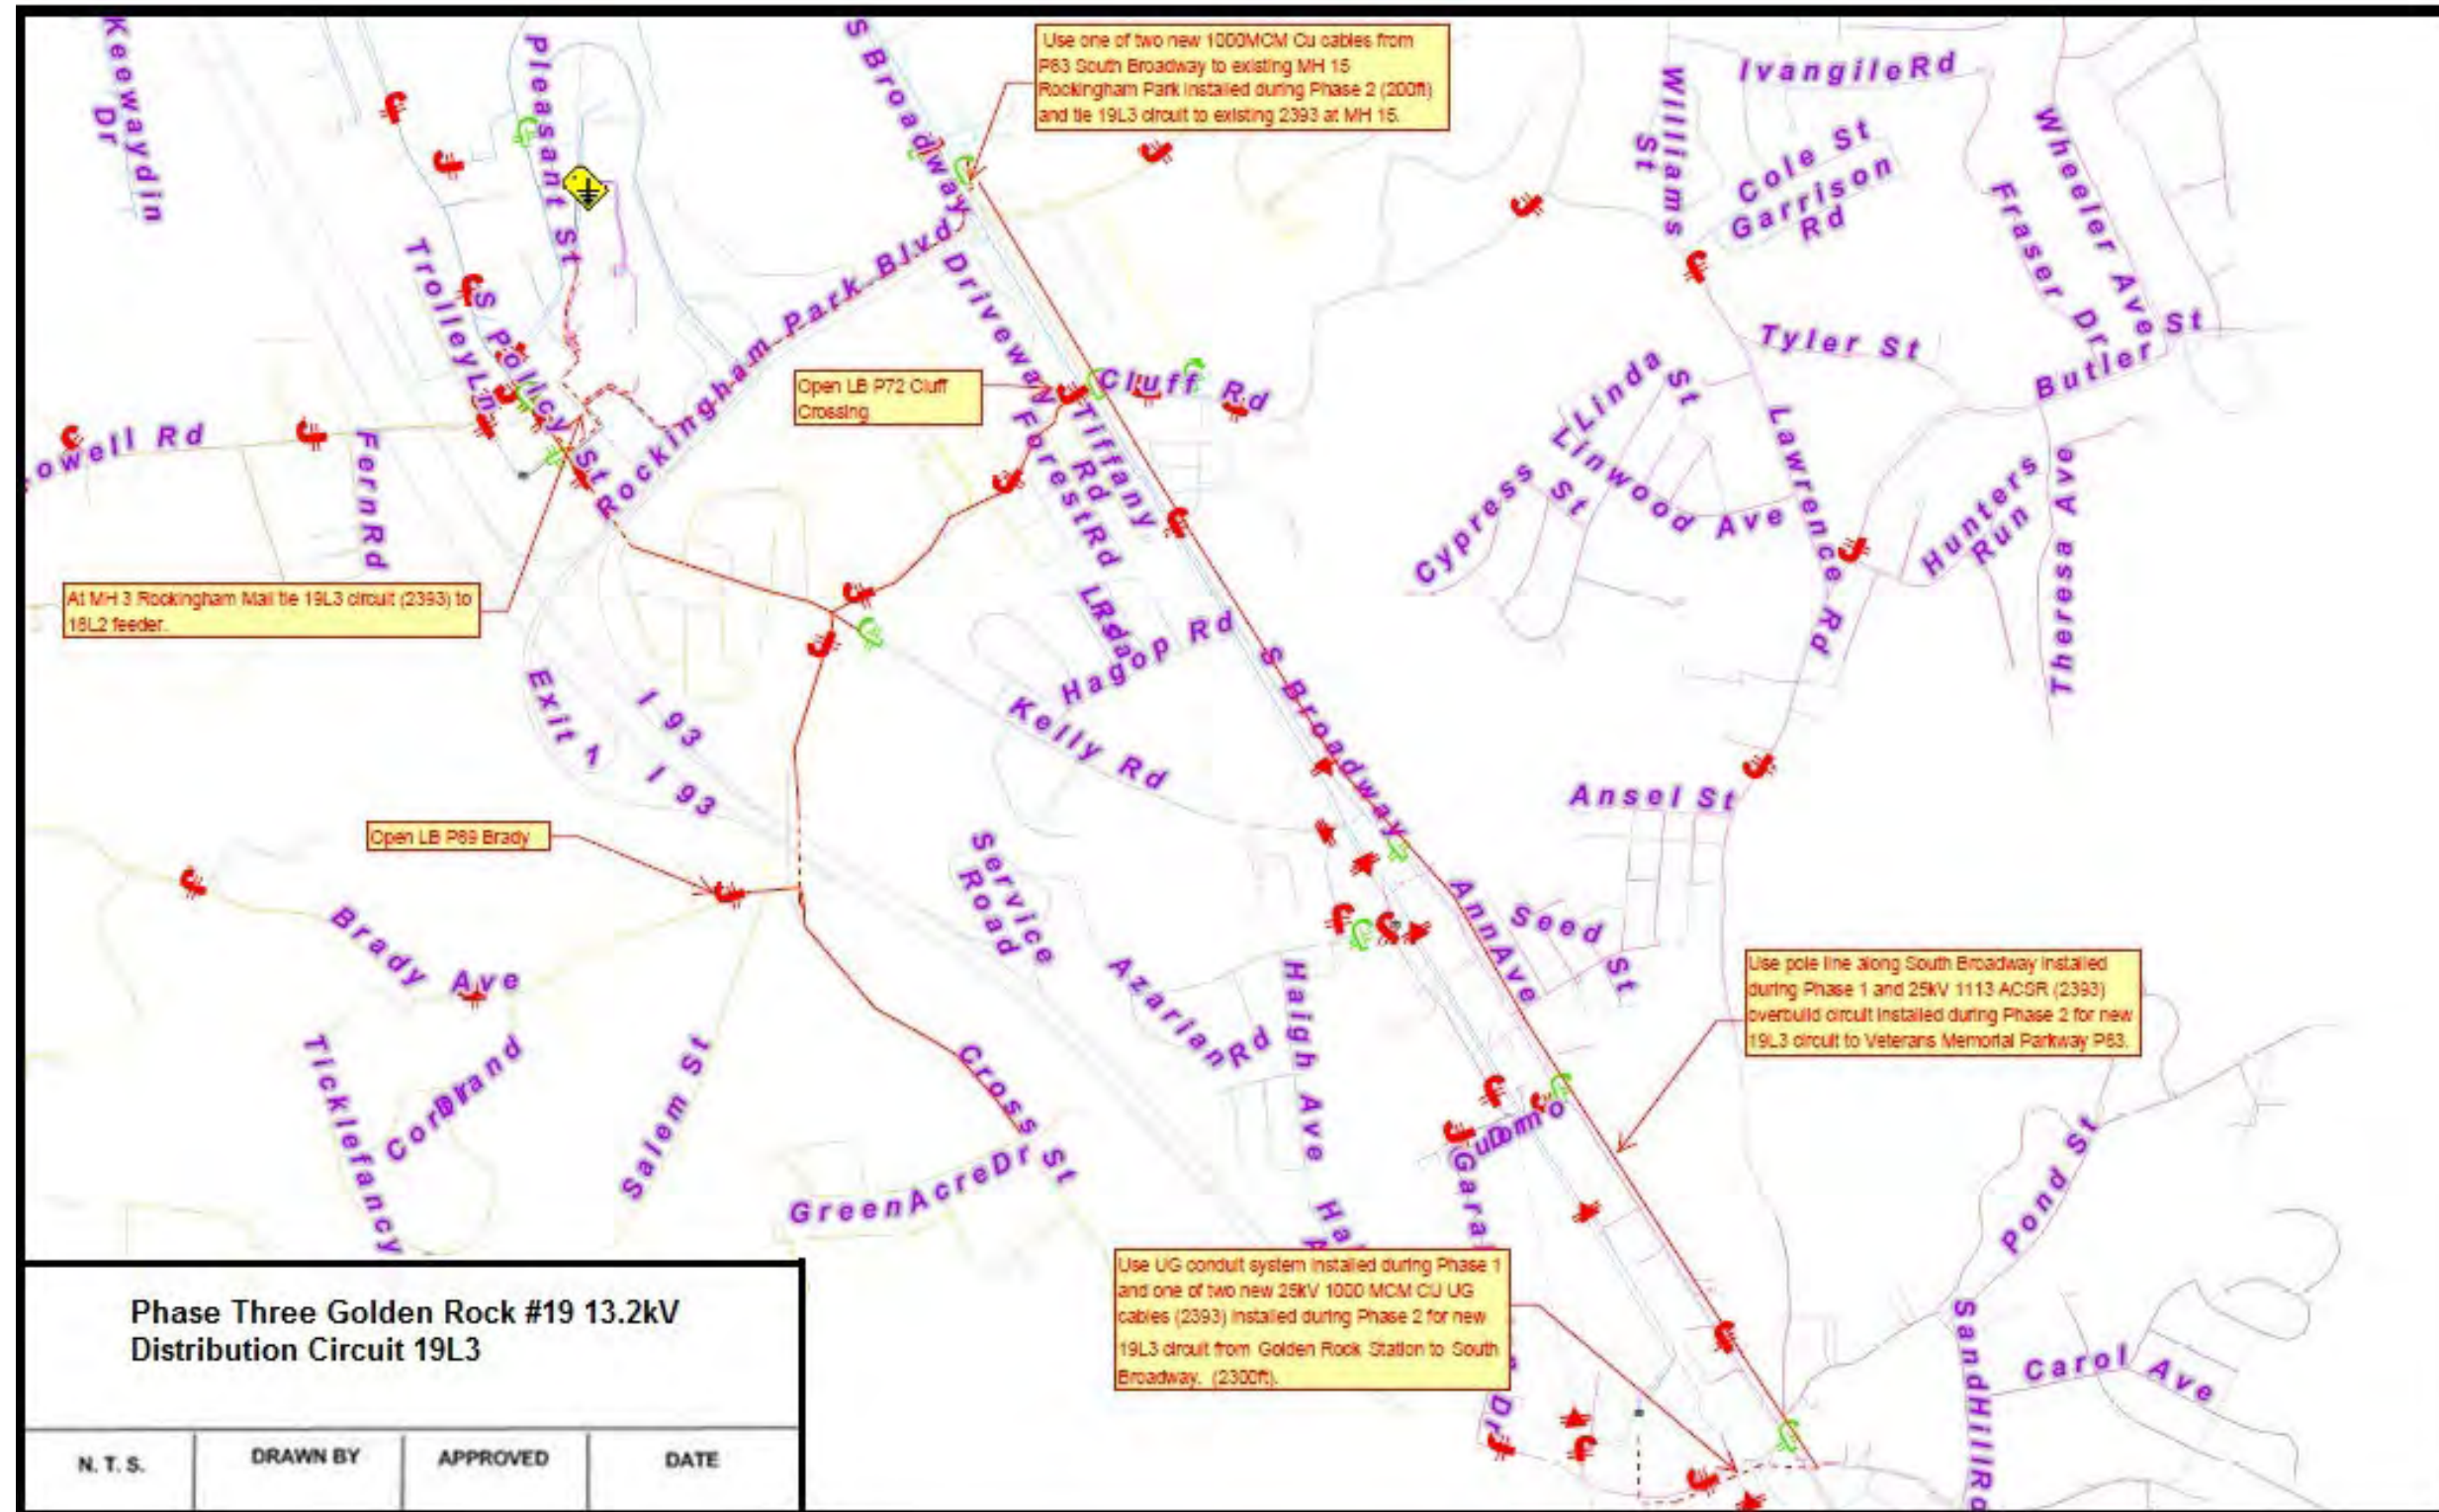 Keewaydin
Dr
Pleasant St
S Broadway
Use one of two new 1000MCM Cu cables from
P83 South Broadway to existing MH 15
Rockingham Park installed during Phase 2 (200ft)
and tie 19L3 circuit to existing 2393 at MH 15.
Williams
St
Ivangile Rd
Cole St
Garrison
Rd
Wheeler Ave
Fraser Dr
Trolley Ln
S Policy St
Rockingham Park Blvd
Driveway
Open LB P72 Cluff
Crossing
Cluff Rd
Tiffany
Rd
Forest Rd
Tyler St
Butler St
Linda
St
Linwood Ave
Cypress
St
Lawrence Rd
Hunters
Run
Theresa Ave
owell Rd
Fern Rd
At MH 3 Rockingham Mall tie 19L3 circuit (2393) to
18L2 feeder.
Hagop Rd
Kelly Rd
S Broadway
Exit 1
I 93
I 93
Ansel St
Open LB P69 Brady
Brady Ave
Service
Road
Azarian
Rd
Haigh Ave
Ann Ave
Seed
St
Use pole line along South Broadway installed
during Phase 1 and 25kV 1113 ACSR (2393)
overbuild circuit installed during Phase 2 for new
19L3 circuit to Veterans Memorial Parkway P83.
Ticklefancy
Salem St
Cross St
GreenAcre Dr
Pond St
Use UG conduit system installed during Phase 1
and one of two new 25kV 1000 MCM CU UG
cables (2393) installed during Phase 2 for new
19L3 circuit from Golden Rock Station to South
Broadway. (2300ft).
Dr
SandHill Rd
Carol Ave
Phase Three Golden Rock #19 13.2kV
Distribution Circuit 19L3
N. T. S.
DRAWN BY
APPROVED
DATE